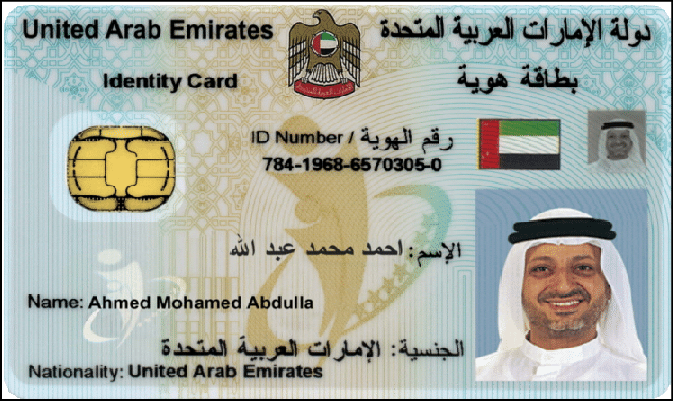 United Arab Emirates
دولة الإمارات العربية المتحدة
Identity Card
بطاقة هوية
ID Number / رقم الهوية
784-1968-6570305-0
الإسم: احمد محمد عبد الله
Name: Ahmed Mohamed Abdulla
الجنسية: الإمارات العربية المتحدة
Nationality: United Arab Emirates